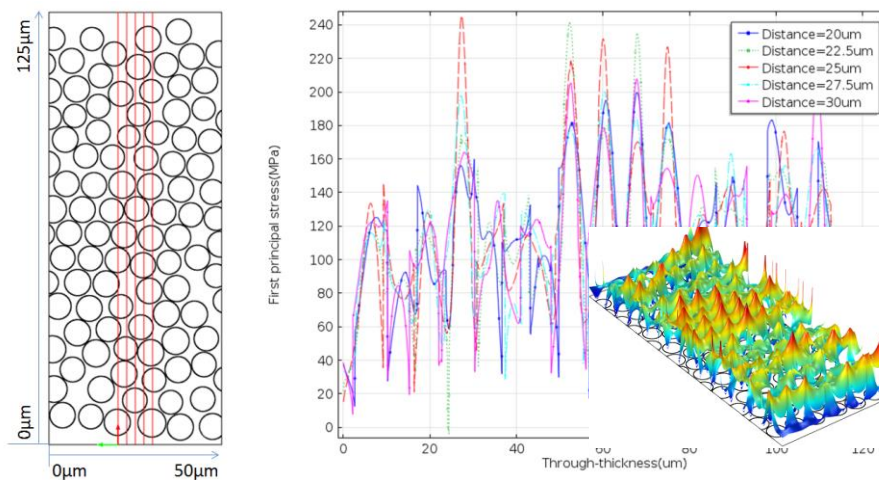 125µm
0µm
0µm
50µm
First principal stress(MPa)
240
220
200
180
160
140
120
100
80
60
40
20
0
0
20
40
60
80
100
120
Through-thickness(um)
Distance=20um
Distance=22.5um
Distance=25um
Distance=27.5um
Distance=30um